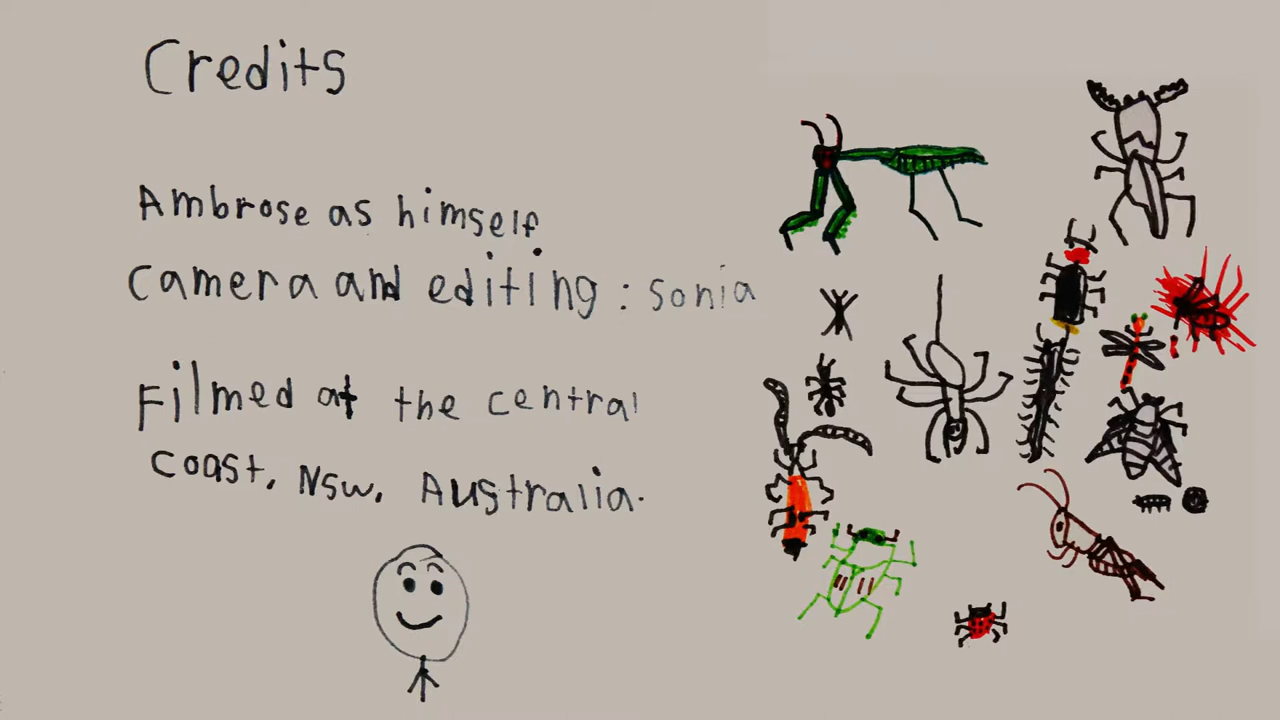 Credits
Ambrose as himself.
Camera and editing : sonia
Filmed at the central
coast, Nsw, Australia.